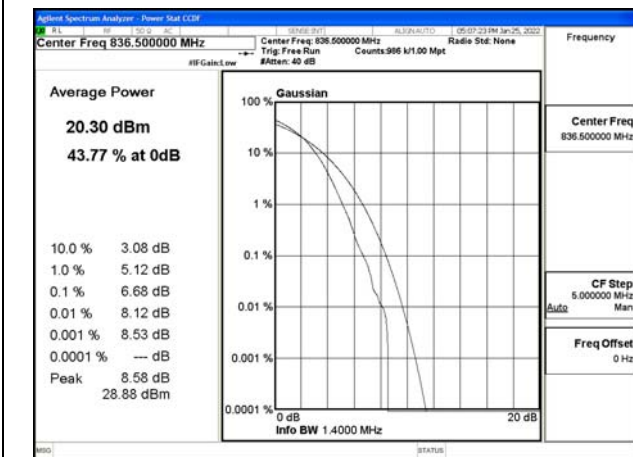 Agilent Spectrum Analyzer - Power Stat CCDF
RL RF 50 Ω AC SENSE:INT ALIGN AUTO 05:07:23 PM Jan 25, 2022
Center Freq 836.500000 MHz
Center Freq: 836.500000 MHz Radio Std: None
Trig: Free Run Counts:986 k/1.00 Mpt
#IFGain:Low #Atten: 40 dB
Frequency
Average Power
20.30 dBm
43.77 % at 0dB
10.0 % 3.08 dB
1.0 % 5.12 dB
0.1 % 6.68 dB
0.01 % 8.12 dB
0.001 % 8.53 dB
0.0001 % --- dB
Peak 8.58 dB
28.88 dBm
Gaussian
100 %
10 %
1 %
0.1 %
0.01 %
0.001 %
0.0001 %
0 dB 20 dB
Info BW 1.4000 MHz
Center Freq
836.500000 MHz
CF Step
5.000000 MHz
Auto Man
Freq Offset
0 Hz
MSG STATUS